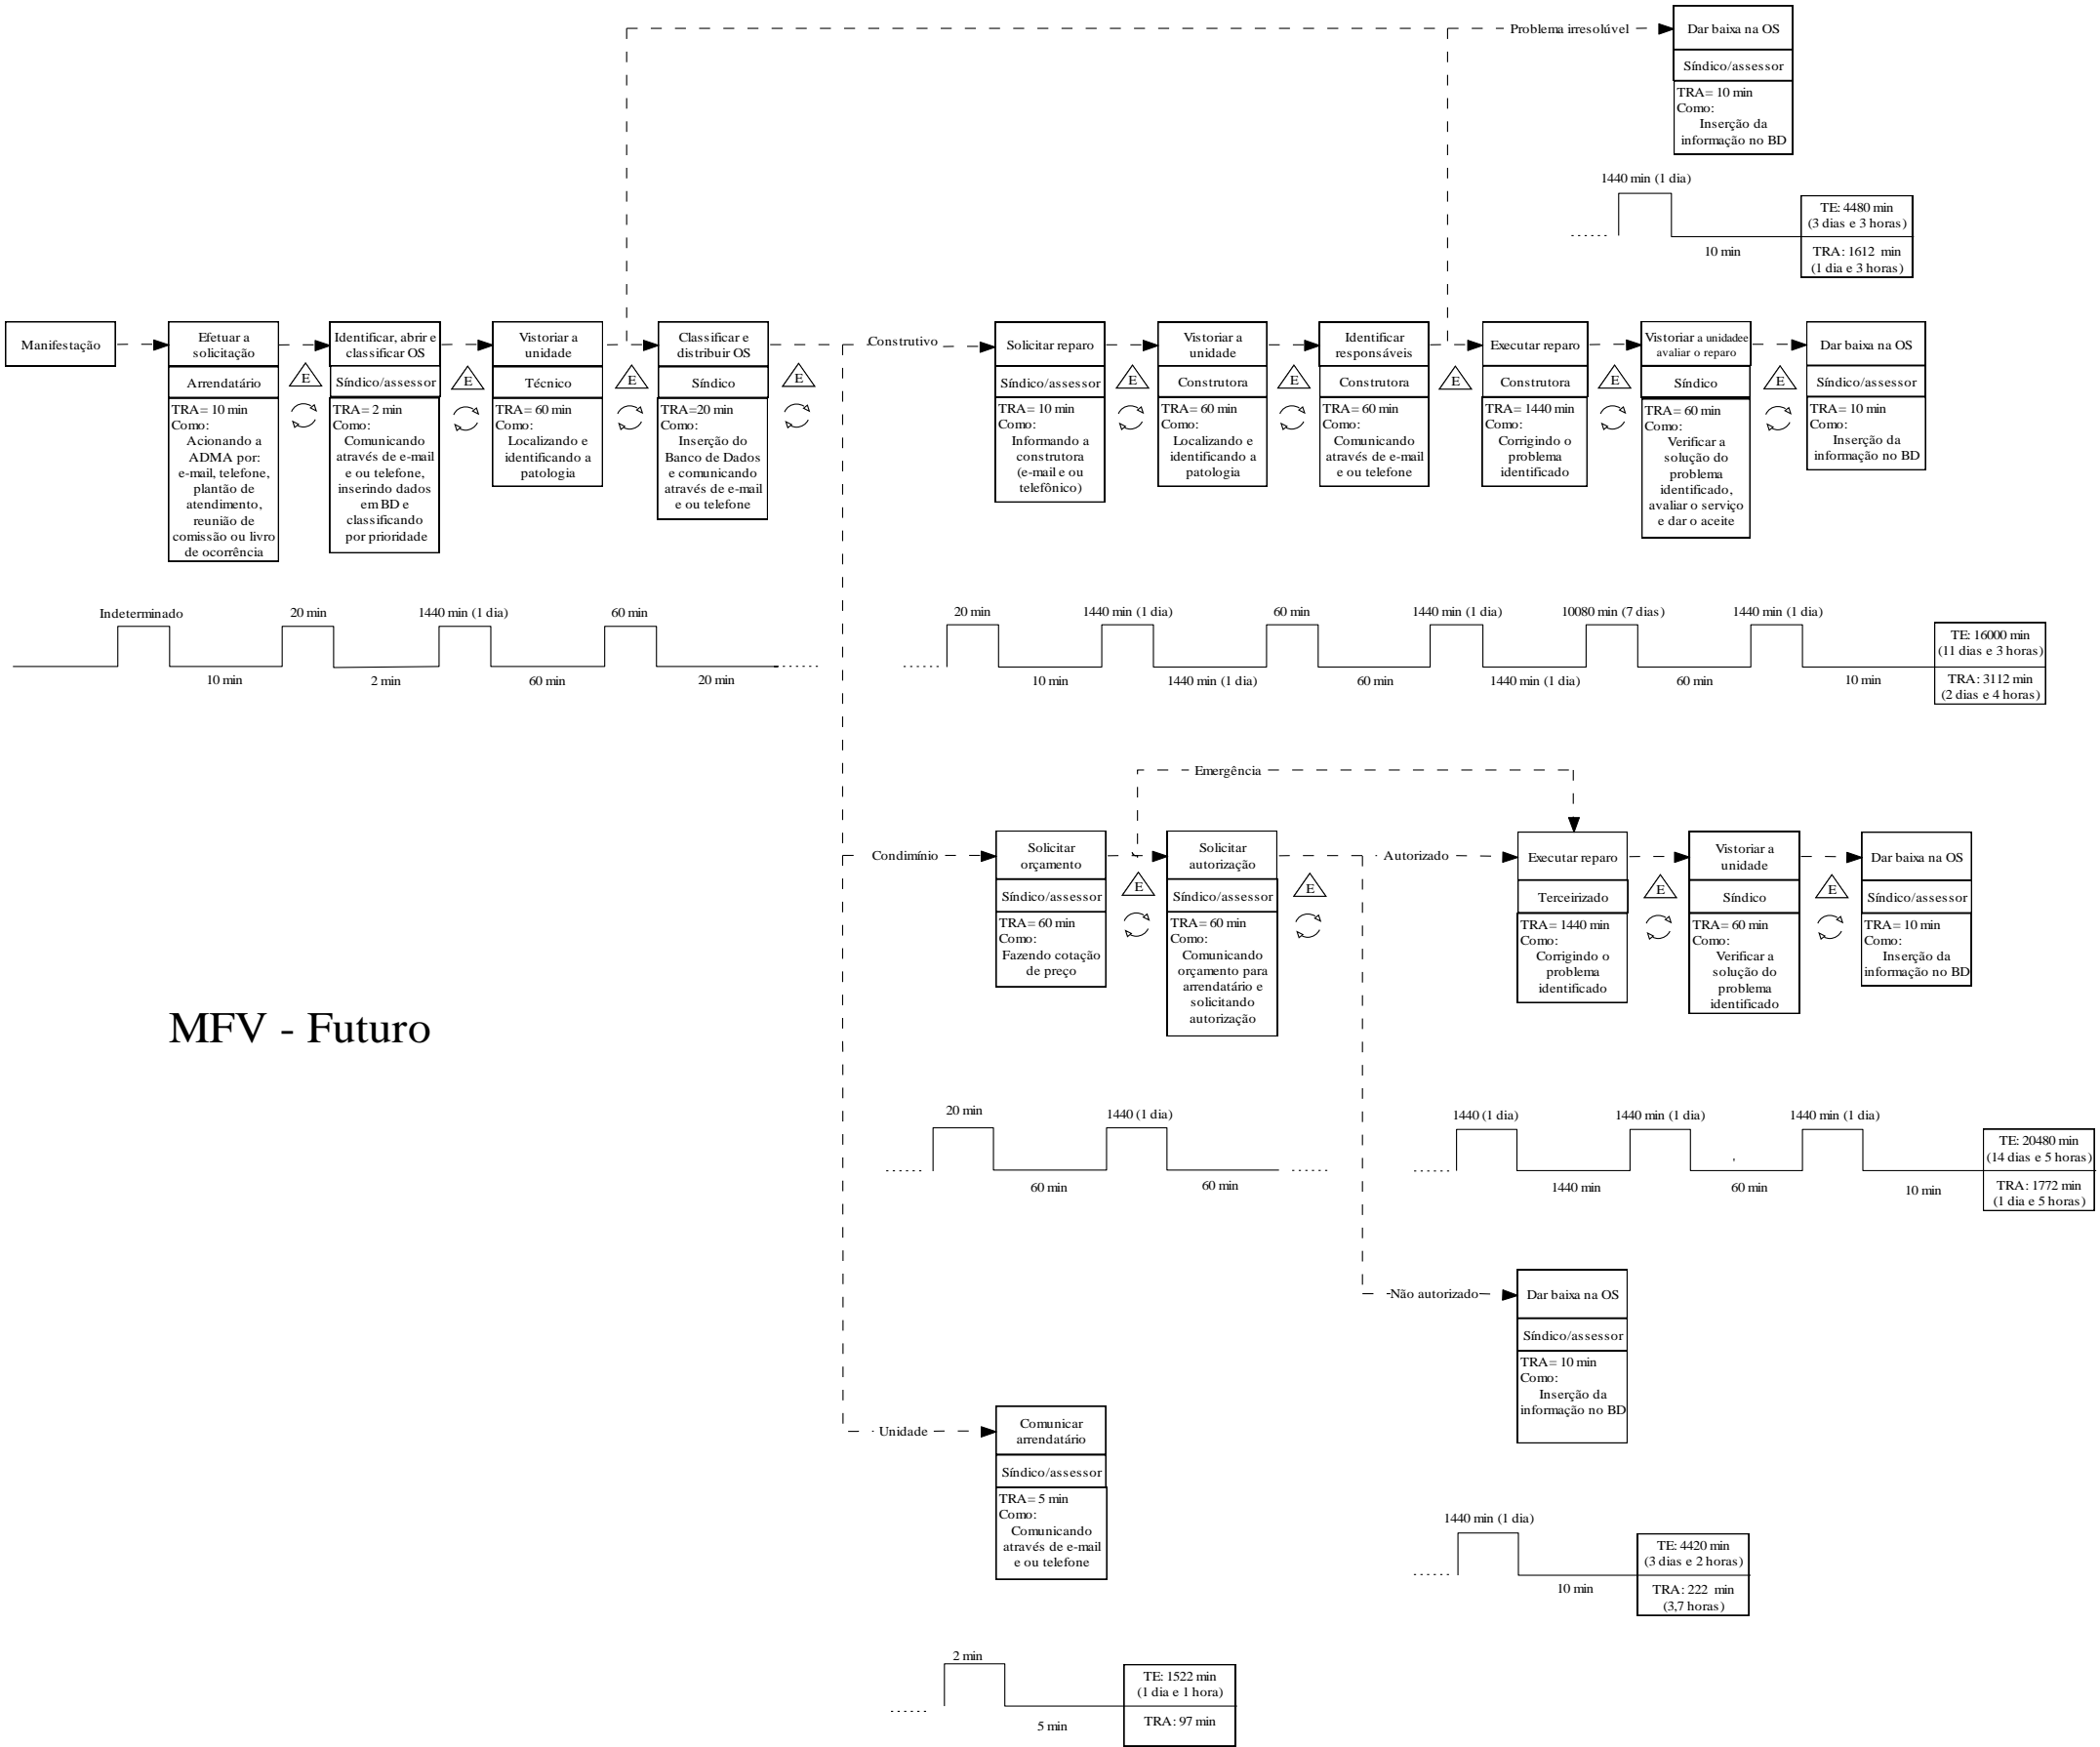 Problema irresolúvel
Dar baixa na OS
Síndico/assessor
TRA= 10 min
Como:
Inserção da
informação no BD
1440 min (1 dia)
10 min
TE: 4480 min
(3 dias e 3 horas)
TRA: 1612 min
(1 dia e 3 horas)
Manifestação
Efetuar a
solicitação
Arrendatário
TRA= 10 min
Como:
Acionando a
ADMA por:
e-mail, telefone,
plantão de
atendimento,
reunião de
comissão ou livro
de ocorrência
E
Identificar, abrir e
classificar OS
Síndico/assessor
TRA= 2 min
Como:
Comunicando
através de e-mail
e ou telefone,
inserindo dados
em BD e
classificando
por prioridade
E
Vistoriar a
unidade
Técnico
TRA= 60 min
Como:
Localizando e
identificando a
patologia
E
Classificar e
distribuir OS
Síndico
TRA=20 min
Como:
Inserção do
Banco de Dados
e comunicando
através de e-mail
e ou telefone
E
Construtivo
Solicitar reparo
Síndico/assessor
TRA= 10 min
Como:
Informando a
construtora
(e-mail e ou
telefônico)
E
Vistoriar a
unidade
Construtora
TRA= 60 min
Como:
Localizando e
identificando a
patologia
E
Identificar
responsáveis
Construtora
TRA= 60 min
Como:
Comunicando
através de e-mail
e ou telefone
E
Executar reparo
Construtora
TRA= 1440 min
Como:
Corrigindo o
problema
identificado
E
Vistoriar a unidadee
avaliar o reparo
Síndico
TRA= 60 min
Como:
Verificar a
solução do
problema
identificado,
avaliar o serviço
e dar o aceite
E
Dar baixa na OS
Síndico/assessor
TRA= 10 min
Como:
Inserção da
informação no BD
Indeterminado
10 min
20 min
2 min
1440 min (1 dia)
60 min
60 min
20 min
20 min
10 min
1440 min (1 dia)
1440 min (1 dia)
60 min
60 min
1440 min (1 dia)
1440 min (1 dia)
10080 min (7 dias)
60 min
1440 min (1 dia)
10 min
TE: 16000 min
(11 dias e 3 horas)
TRA: 3112 min
(2 dias e 4 horas)
Emergência
Condimínio
Solicitar
orçamento
Síndico/assessor
TRA= 60 min
Como:
Fazendo cotação
de preço
E
Solicitar
autorização
Síndico/assessor
TRA= 60 min
Como:
Comunicando
orçamento para
arrendatário e
solicitando
autorização
E
Autorizado
Executar reparo
Terceirizado
TRA= 1440 min
Como:
Corrigindo o
problema
identificado
E
Vistoriar a
unidade
Síndico
TRA= 60 min
Como:
Verificar a
solução do
problema
identificado
E
Dar baixa na OS
Síndico/assessor
TRA= 10 min
Como:
Inserção da
informação no BD
MFV - Futuro
20 min
60 min
1440 (1 dia)
60 min
1440 (1 dia)
1440 min
1440 min (1 dia)
60 min
1440 min (1 dia)
10 min
TE: 20480 min
(14 dias e 5 horas)
TRA: 1772 min
(1 dia e 5 horas)
Não autorizado
Dar baixa na OS
Síndico/assessor
TRA= 10 min
Como:
Inserção da
informação no BD
Unidade
Comunicar
arrendatário
Síndico/assessor
TRA= 5 min
Como:
Comunicando
através de e-mail
e ou telefone
1440 min (1 dia)
10 min
TE: 4420 min
(3 dias e 2 horas)
TRA: 222 min
(3,7 horas)
2 min
5 min
TE: 1522 min
(1 dia e 1 hora)
TRA: 97 min